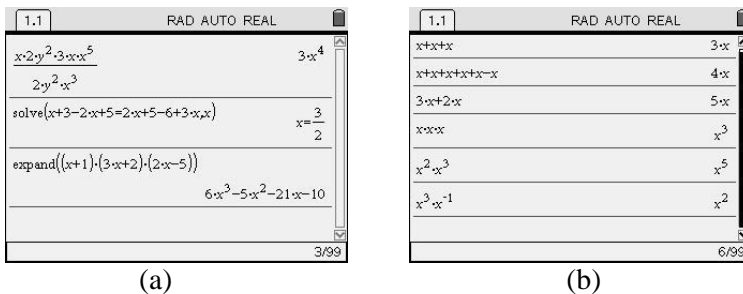 1.1 RAD AUTO REAL
x·2·y²·3·x·x⁵
2·y²·x³
3·x⁴
solve(x+3−2·x+5=2·x+5−6+3·x,x)
x=3/2
expand((x+1)·(3·x+2)·(2·x−5))
6·x³−5·x²−21·x−10
3/99
(a)
1.1 RAD AUTO REAL
x+x+x 3·x
x+x+x+x+x−x 4·x
3·x+2·x 5·x
x·x·x x³
x²·x³ x⁵
x³·x⁻¹ x²
6/99
(b)